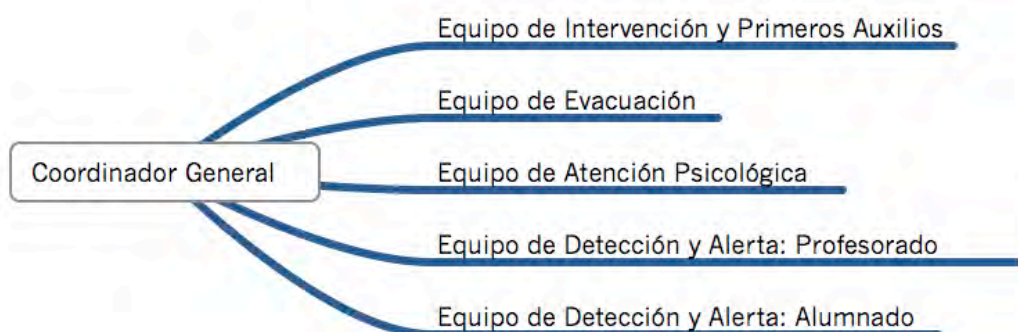 Equipo de Intervención y Primeros Auxilios
Equipo de Evacuación
Coordinador General
Equipo de Atención Psicológica
Equipo de Detección y Alerta: Profesorado
Equipo de Detección y Alerta: Alumnado